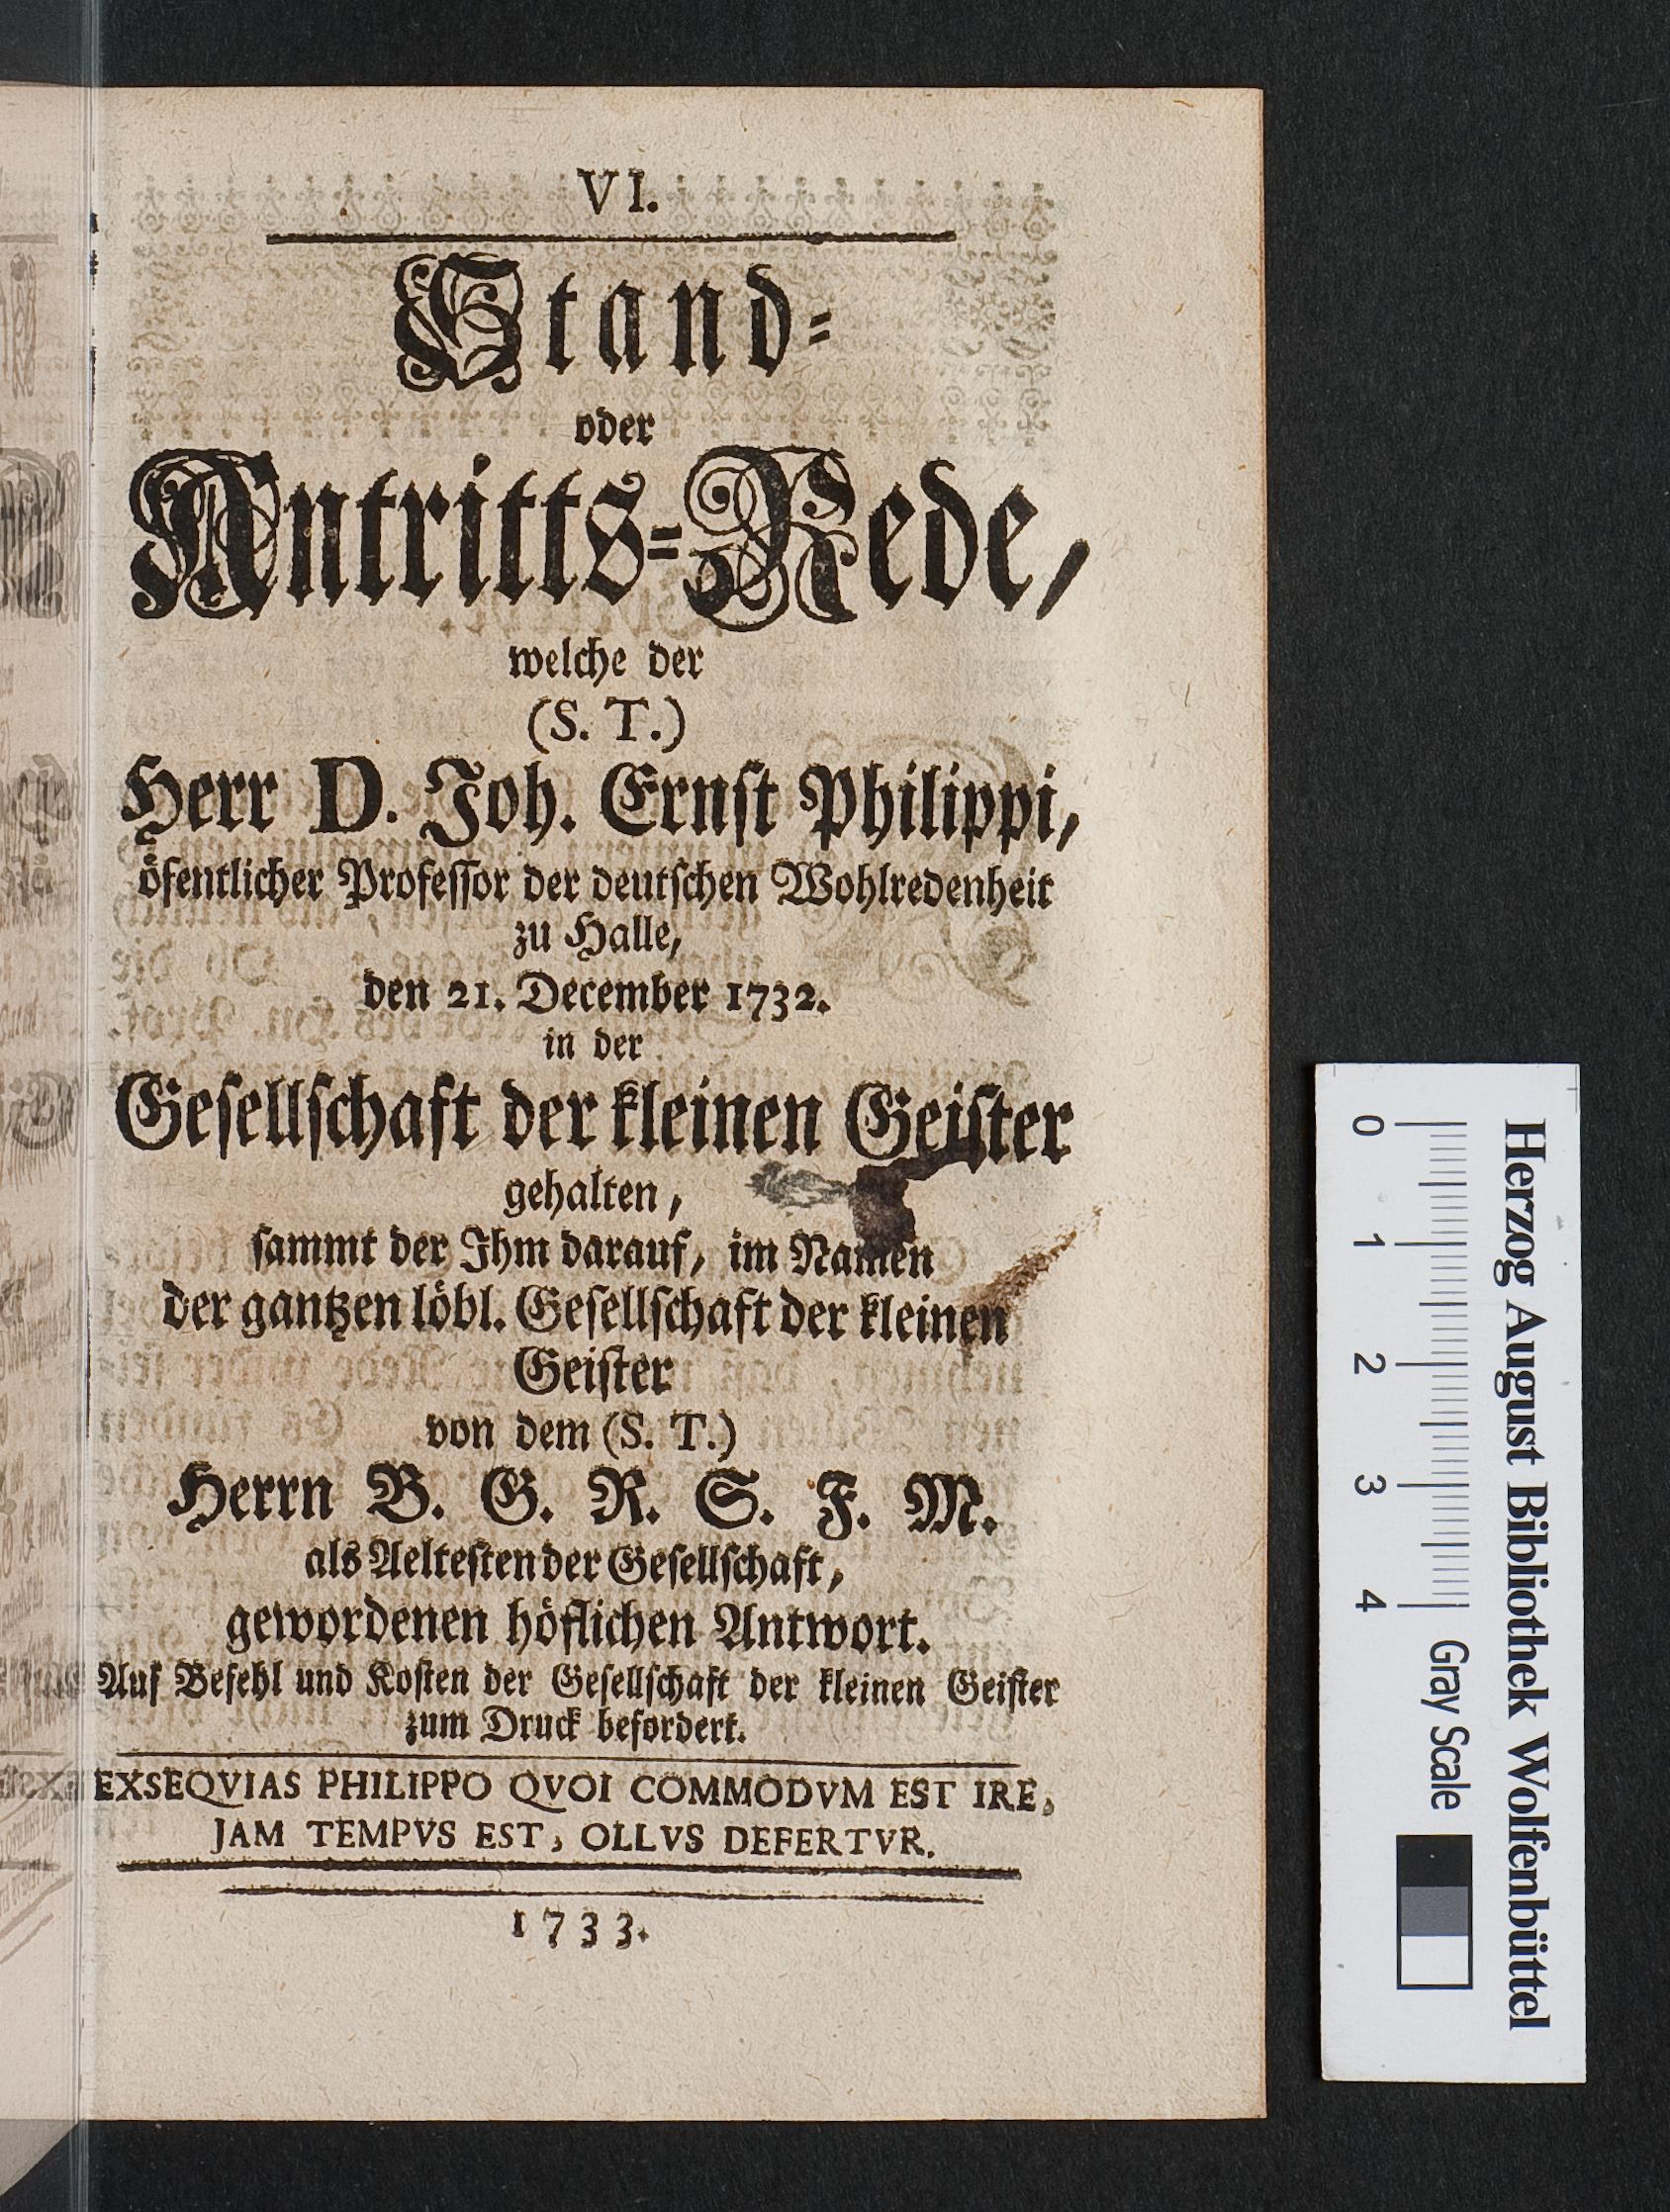 VI.
Stand-
oder
Antritts-Rede,
welche der
(S. T.)
Herr D. Joh. Ernst Philippi,
öfentlicher Professor der deutschen Wohlredenheit
zu Halle,
den 21. December 1732.
in der
Gesellschaft der kleinen Geister
gehalten,
sammt der Ihm darauf, im Namen
der gantzen löbl. Gesellschaft der kleinen
Geister
von dem (S. T.)
Herrn B. G. R. S. F. M.
als Aeltesten der Gesellschaft,
gewordenen höflichen Antwort.
Auf Befehl und Kosten der Gesellschaft der kleinen Geister
zum Druck befordert.
EXSEQVIAS PHILIPPO QVOI COMMODVM EST IRE,
JAM TEMPVS EST, OLLVS DEFERTVR.
1733.
Herzog August Bibliothek Wolfenbüttel
0 1 2 3 4 Gray Scale